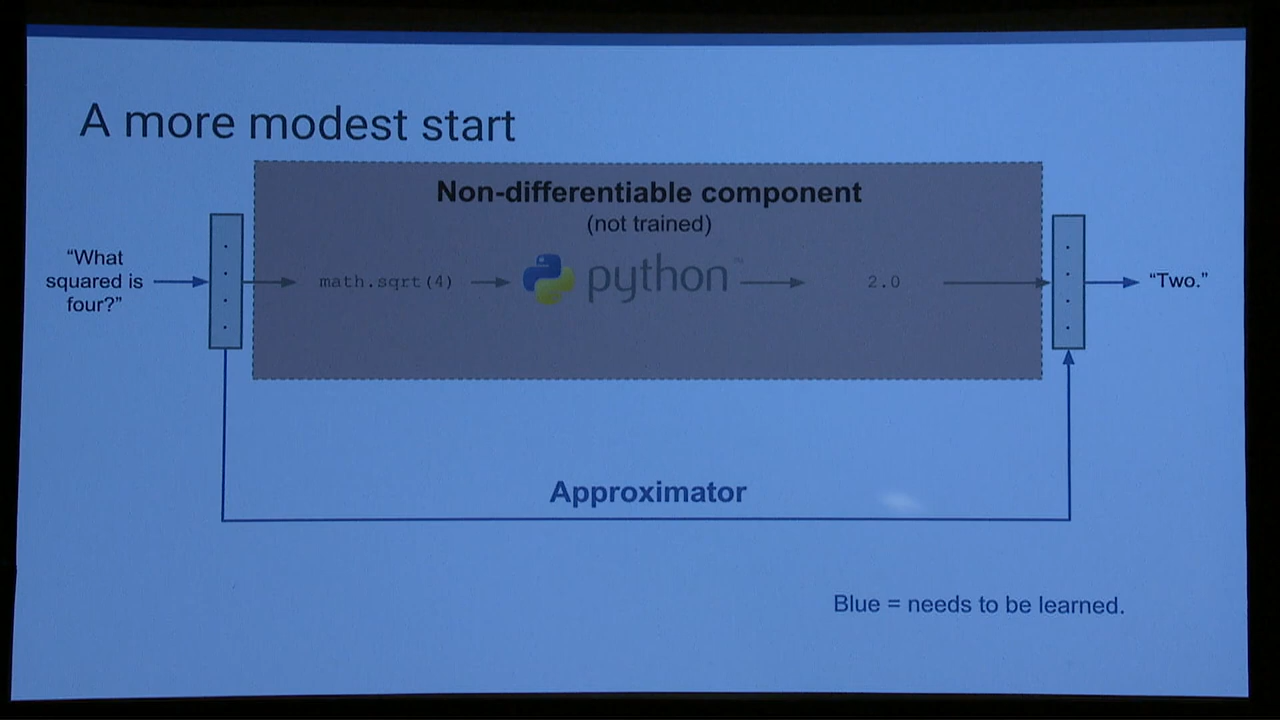 A more modest start
Non-differentiable component
(not trained)
“What
squared is
four?”
math.sqrt(4)
python™
2.0
“Two.”
Approximator
Blue = needs to be learned.